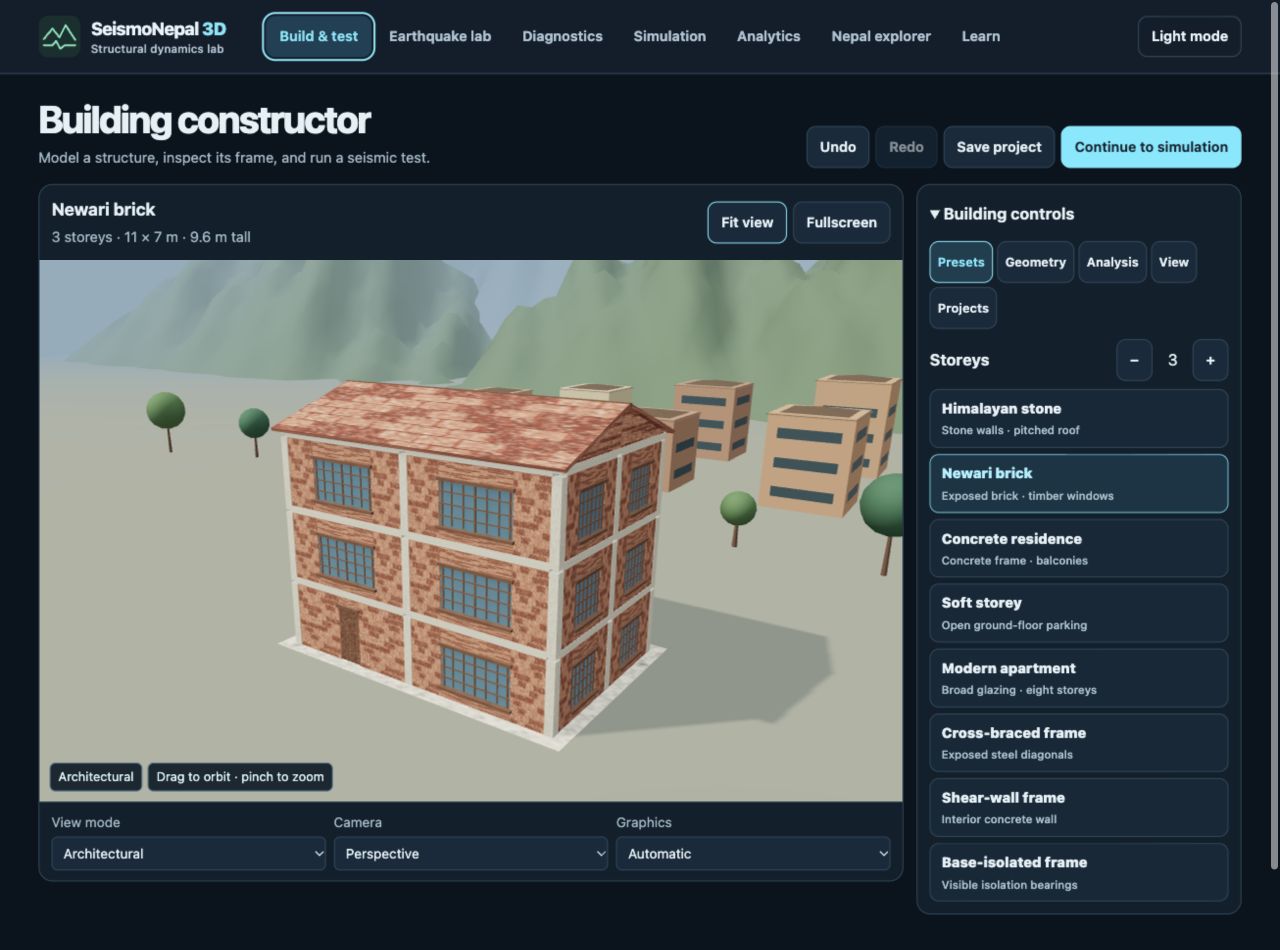 SeismoNepal 3D
Structural dynamics lab
Build & test
Earthquake lab
Diagnostics
Simulation
Analytics
Nepal explorer
Learn
Light mode
Building constructor
Model a structure, inspect its frame, and run a seismic test.
Undo
Redo
Save project
Continue to simulation
Newari brick
3 storeys · 11 × 7 m · 9.6 m tall
Fit view
Fullscreen
Architectural
Drag to orbit · pinch to zoom
View mode
Architectural
Camera
Perspective
Graphics
Automatic
▼ Building controls
Presets
Geometry
Analysis
View
Projects
Storeys
−
3
+
Himalayan stone
Stone walls · pitched roof
Newari brick
Exposed brick · timber windows
Concrete residence
Concrete frame · balconies
Soft storey
Open ground-floor parking
Modern apartment
Broad glazing · eight storeys
Cross-braced frame
Exposed steel diagonals
Shear-wall frame
Interior concrete wall
Base-isolated frame
Visible isolation bearings